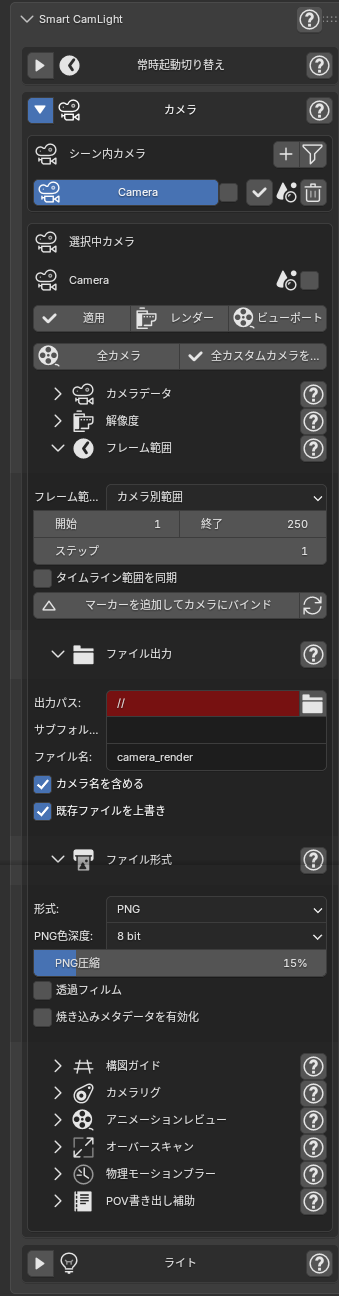 Smart CamLight
常時起動切り替え
カメラ
シーン内カメラ
Camera
選択中カメラ
Camera
適用 レンダー ビューポート
全カメラ 全カスタムカメラを...
カメラデータ
解像度
フレーム範囲
フレーム範... カメラ別範囲
開始 1 終了 250
ステップ 1
タイムライン範囲を同期
マーカーを追加してカメラにバインド
ファイル出力
出力パス: //
サブフォル...
ファイル名: camera_render
カメラ名を含める
既存ファイルを上書き
ファイル形式
形式: PNG
PNG色深度: 8 bit
PNG圧縮 15%
透過フィルム
焼き込みメタデータを有効化
構図ガイド
カメラリグ
アニメーションレビュー
オーバースキャン
物理モーションブラー
POV書き出し補助
ライト